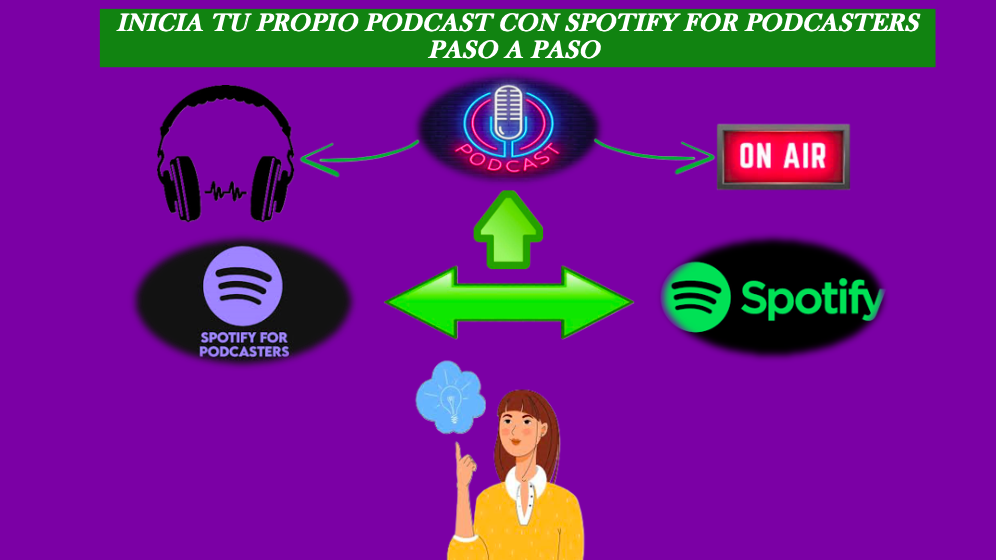 INICIA TU PROPIO PODCAST CON SPOTIFY FOR PODCASTERS
PASO A PASO
PODCAST
ON AIR
SPOTIFY FOR
PODCASTERS
Spotify